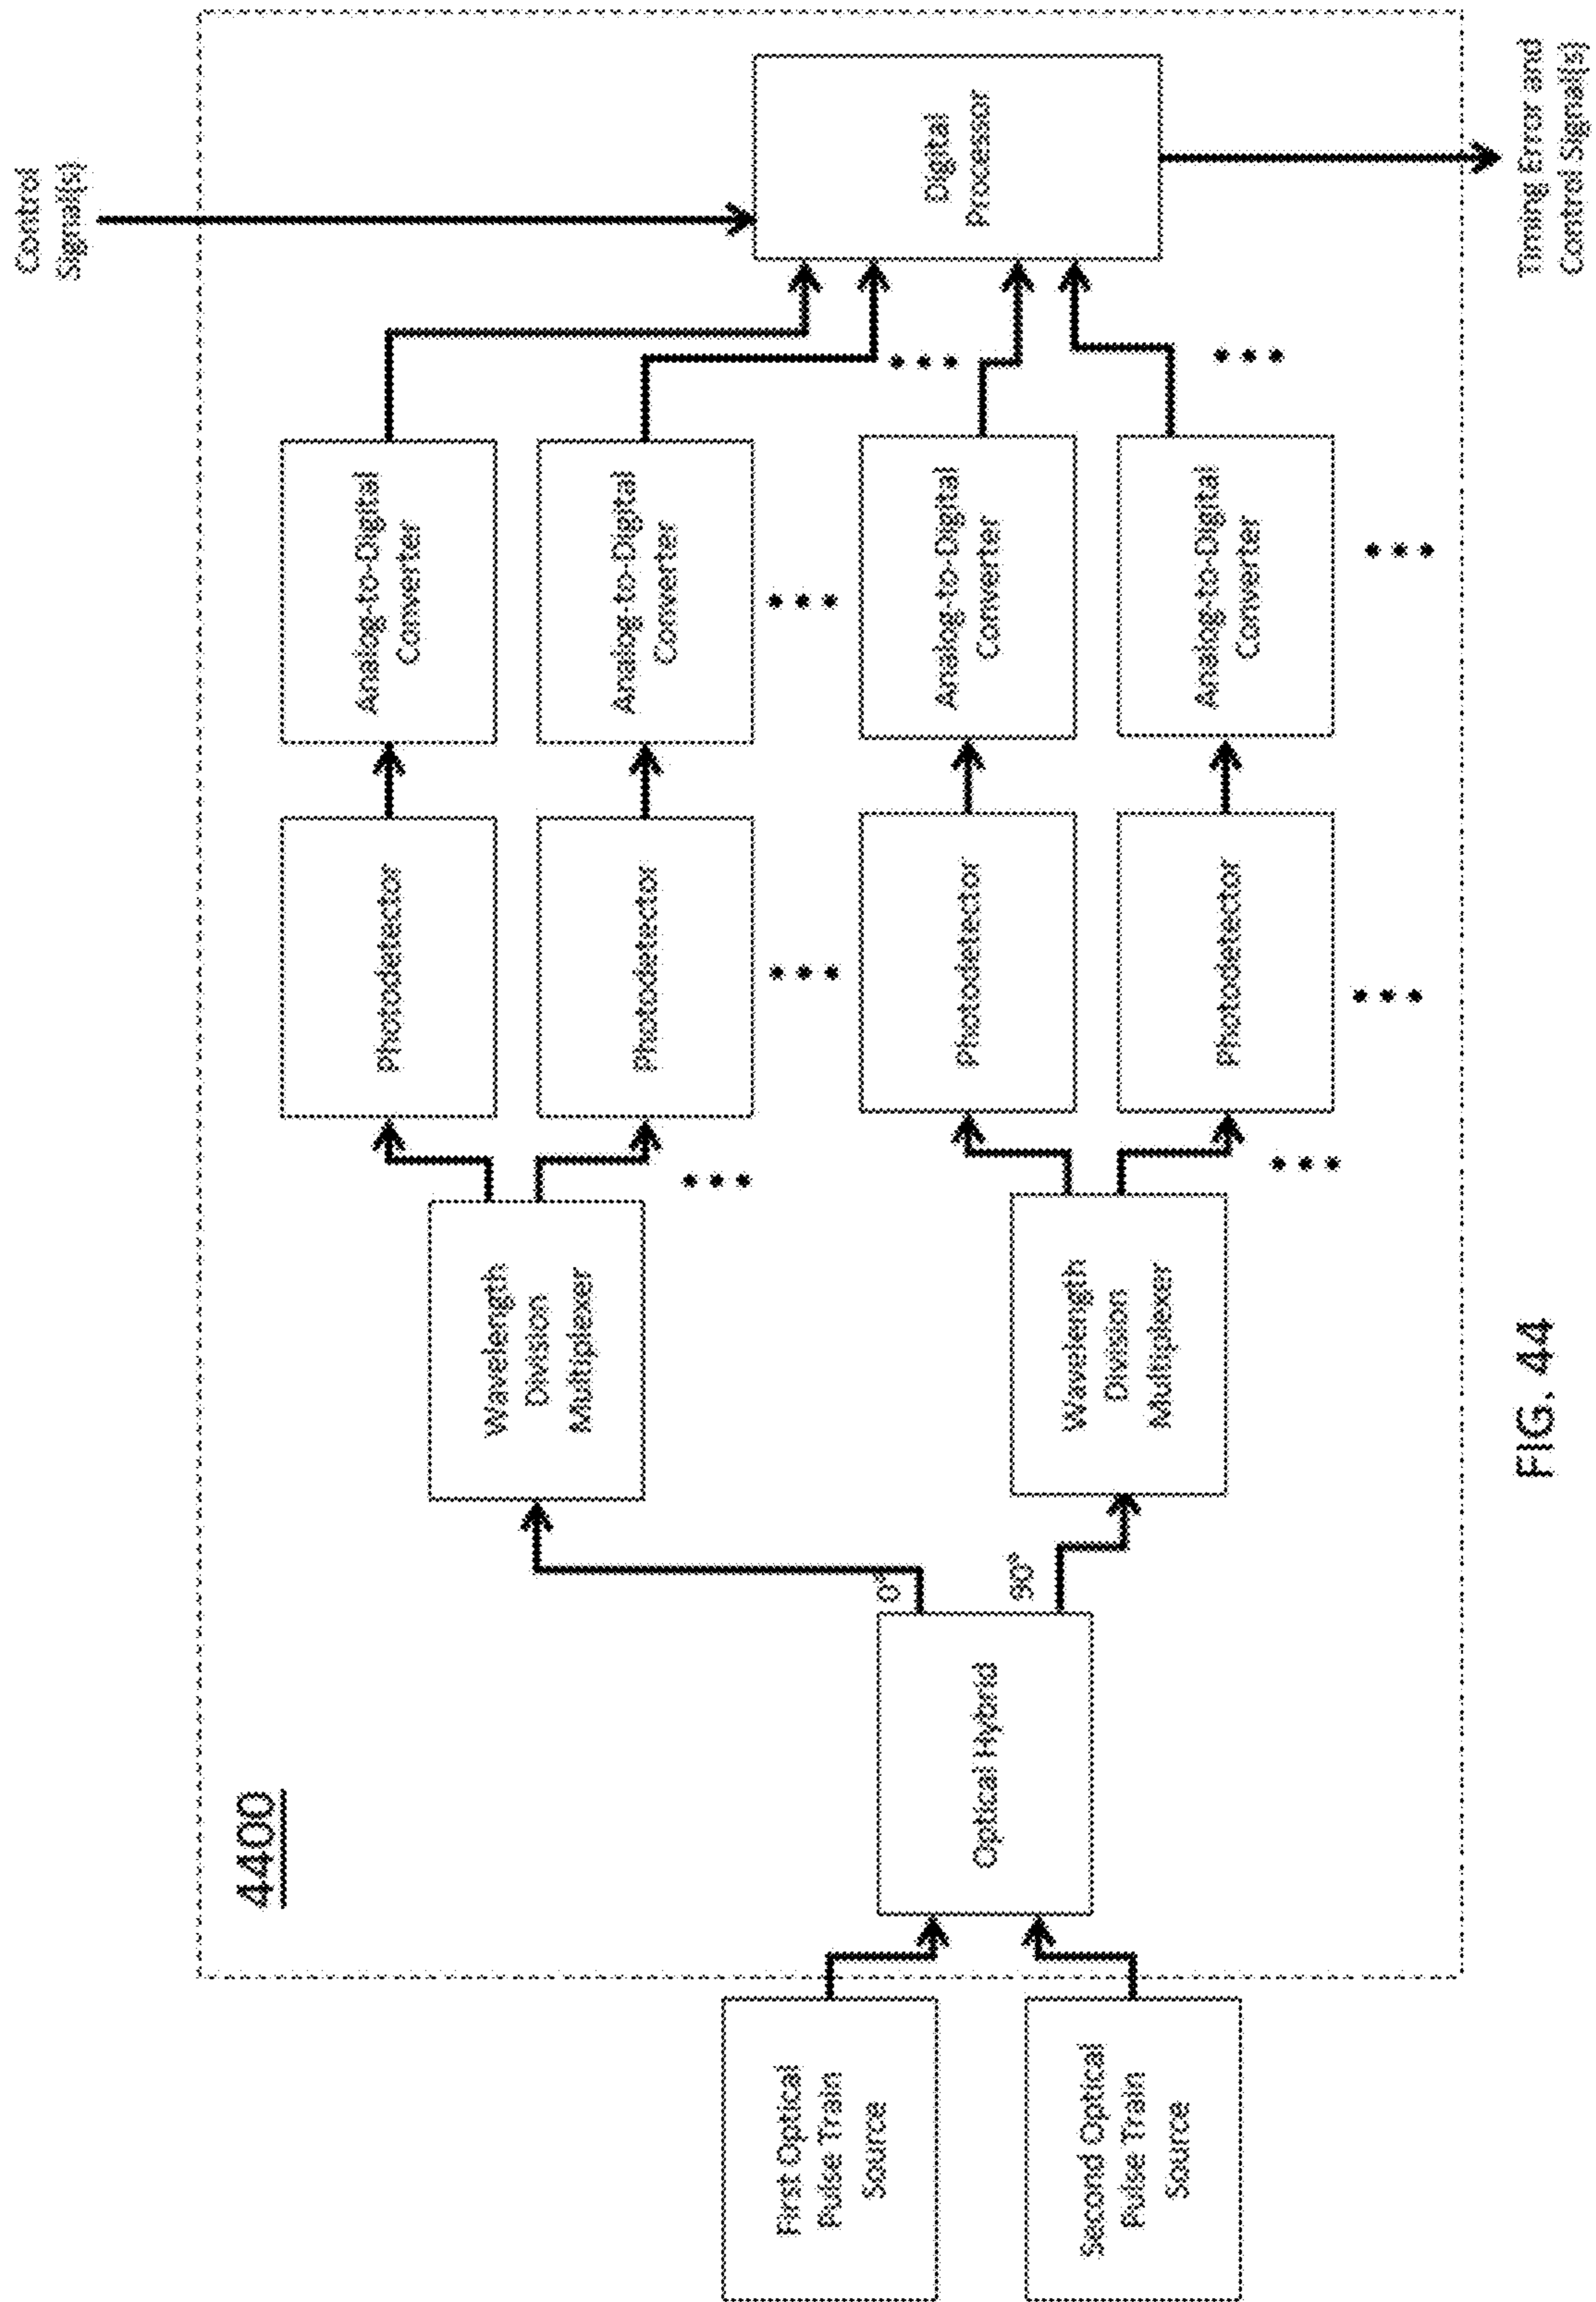 4400
First Optical
Pulse Train
Source
Second Optical
Pulse Train
Source
Optical Hybrid
0°
90°
Wavelength
Division
Multiplexer
Wavelength
Division
Multiplexer
Photodetector
Photodetector
Photodetector
Photodetector
Analog-to-Digital
Converter
Analog-to-Digital
Converter
Analog-to-Digital
Converter
Analog-to-Digital
Converter
Control
Signal(s)
Digital
Processor
Timing Error and
Control Signal(s)
FIG. 44